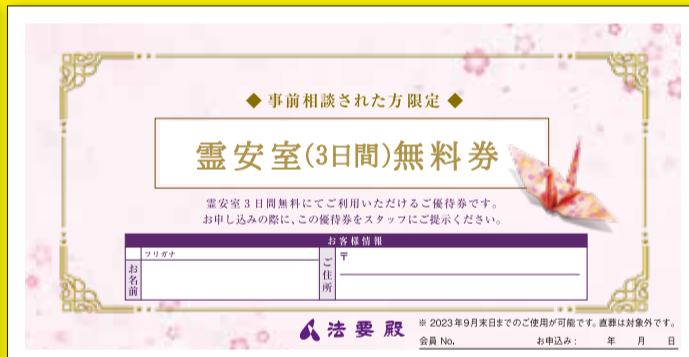 ◆ 事前相談された方限定 ◆
霊安室(3日間)無料券
霊安室3日間無料にてご利用いただけるご優待券です。
お申し込みの際に、この優待券をスタッフにご提示ください。
お客様情報
フリガナ
お名前
ご住所
〒
法要殿
※ 2023年9月末日までのご使用が可能です。直葬は対象外です。
会員 No. お申込み： 年 月 日